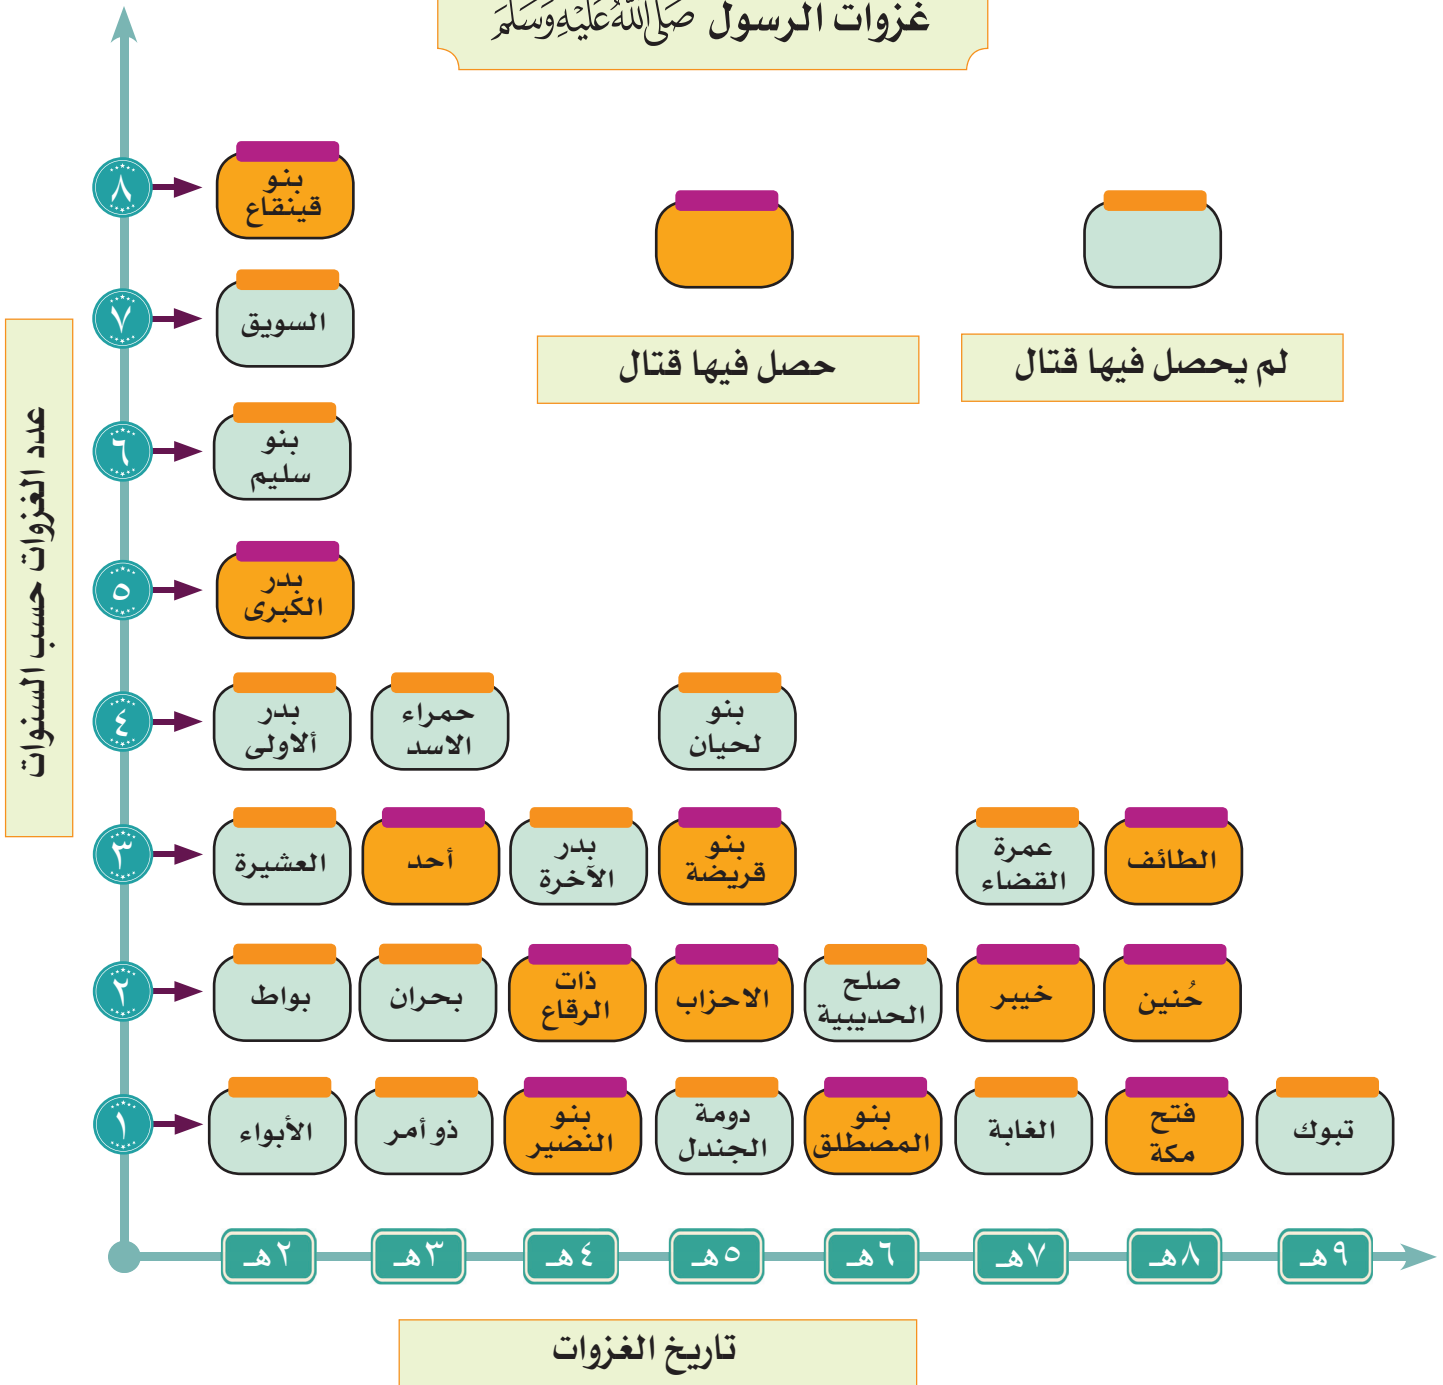 غزوات الرسول صَلَّى اللَّهُ عَلَيْهِ وَسَلَّمَ
٨
بنو
قينقاع
٧
السويق
حصل فيها قتال
لم يحصل فيها قتال
٦
بنو
سليم
عدد الغزوات حسب السنوات
٥
بدر
الكبرى
٤
بدر
ألاولى
حمراء
الاسد
بنو
لحيان
٣
العشيرة
أحد
بدر
الآخرة
بنو
قريضة
عمرة
القضاء
الطائف
٢
بواط
بحران
ذات
الرقاع
الاحزاب
صلح
الحديبية
خيبر
حُنين
١
الأبواء
ذو أمر
بنو
النضير
دومة
الجندل
بنو
المصطلق
الغابة
فتح
مكة
تبوك
٢هـ
٣هـ
٤هـ
٥هـ
٦هـ
٧هـ
٨هـ
٩هـ
تاريخ الغزوات